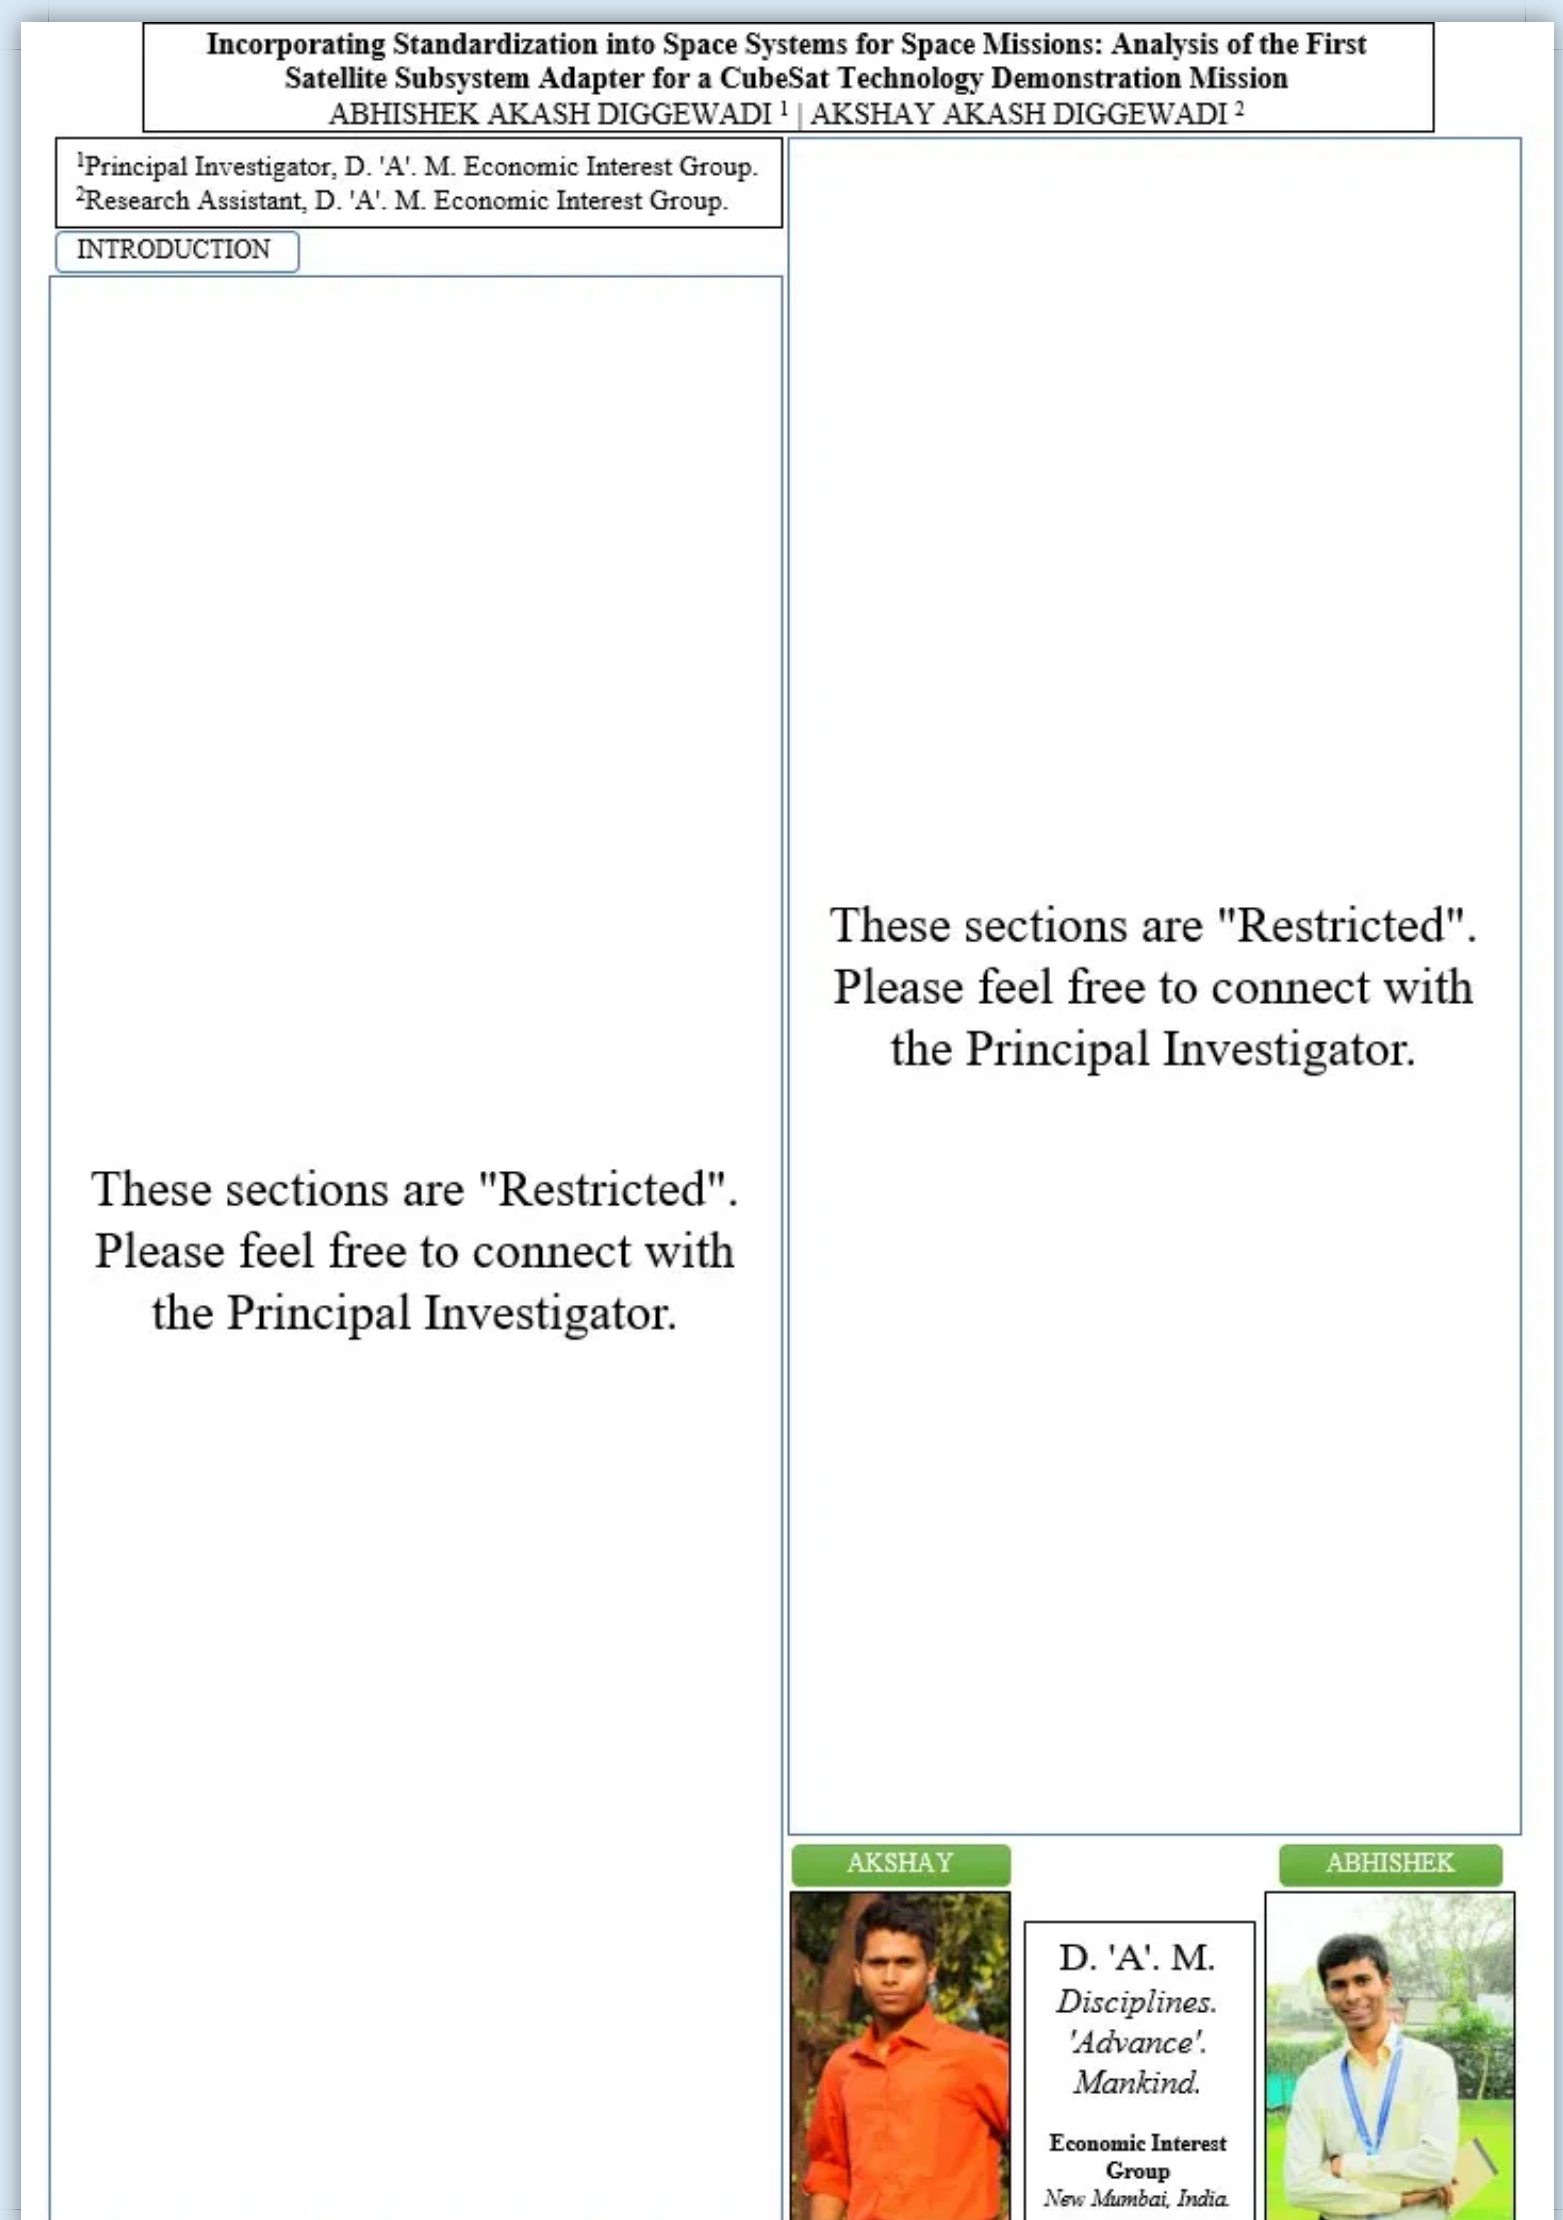 Incorporating Standardization into Space Systems for Space Missions: Analysis of the First
Satellite Subsystem Adapter for a CubeSat Technology Demonstration Mission
ABHISHEK AKASH DIGGEWADI ¹ | AKSHAY AKASH DIGGEWADI ²
¹Principal Investigator, D. 'A'. M. Economic Interest Group.
²Research Assistant, D. 'A'. M. Economic Interest Group.
INTRODUCTION
These sections are "Restricted".
Please feel free to connect with
the Principal Investigator.
These sections are "Restricted".
Please feel free to connect with
the Principal Investigator.
AKSHAY
ABHISHEK
D. 'A'. M.
Disciplines.
'Advance'.
Mankind.
Economic Interest
Group
New Mumbai, India.